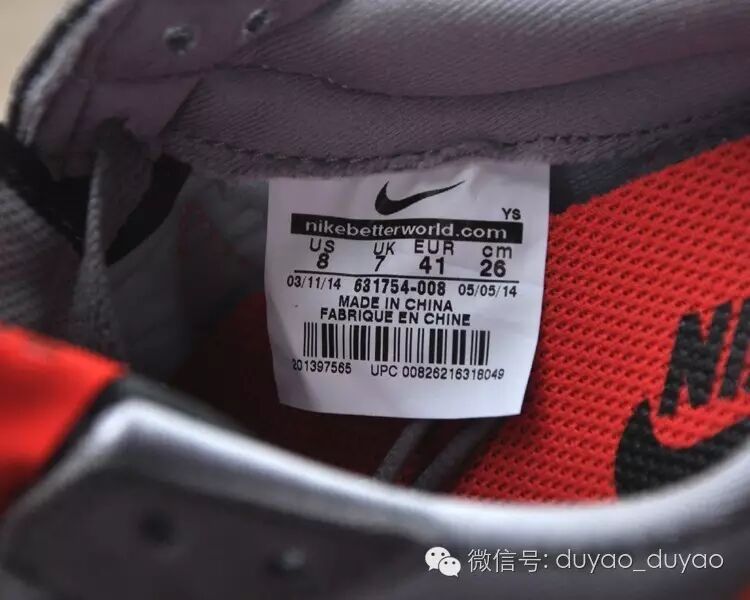 YS
nikebetterworld.com
US UK EUR cm
8 7 41 26
03/11/14 631754-008 05/05/14
MADE IN CHINA
FABRIQUE EN CHINE
201397565 UPC 00826216318049
NIK
微信号: duyao_duyao